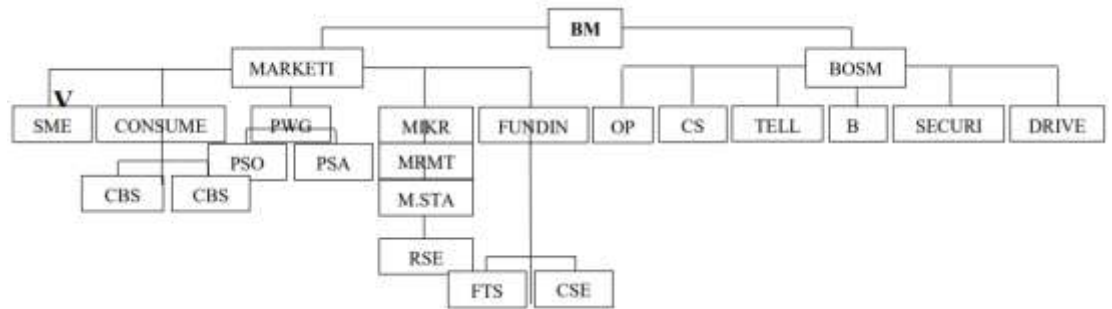 BM
MARKETI
BOSM
V
SME
CONSUME
PWG
MIKR
FUNDIN
OP
CS
TELL
B
SECURI
DRIVE
PSO
PSA
MRMT
CBS
CBS
M.STA
RSE
FTS
CSE